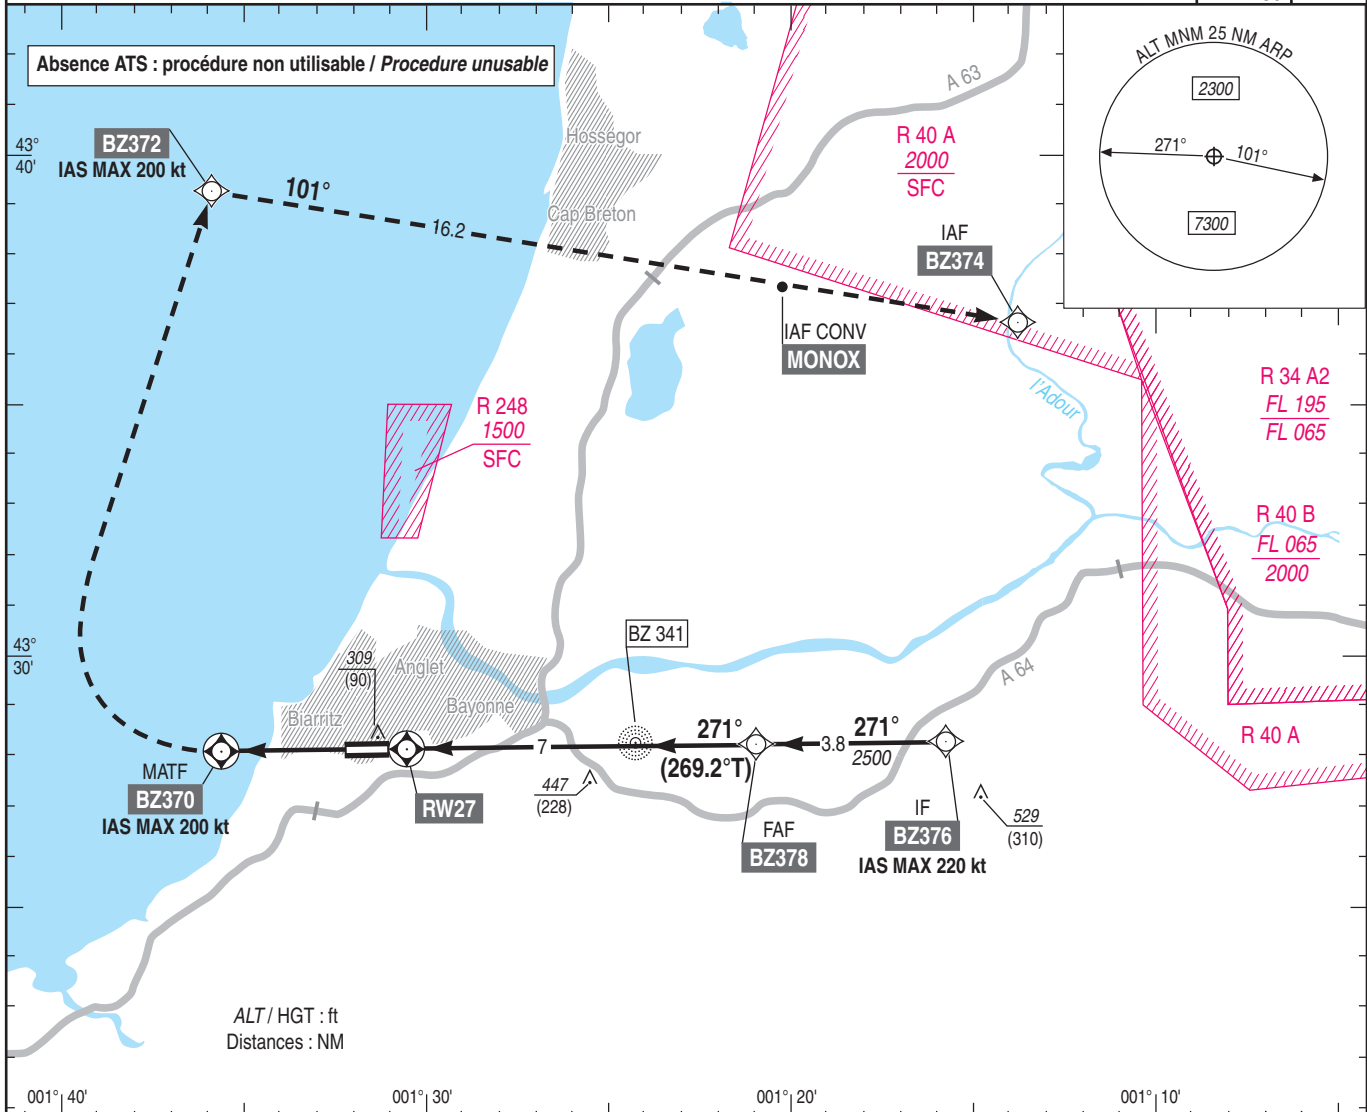 Absence ATS : procédure non utilisable / Procedure unusable
ALT MNM 25 NM ARP
2300
271°
101°
7300
A 63
43°
40'
BZ372
IAS MAX 200 kt
101°
16.2
Hossegor
Cap Breton
R 40 A
2000
SFC
IAF
BZ374
IAF CONV
MONOX
l'Adour
R 248
1500
SFC
R 34 A2
FL 195
FL 065
R 40 B
FL 065
2000
43°
30'
309
(90)
Anglet
Biarritz
Bayonne
BZ 341
A 64
R 40 A
271°
(269.2°T)
271°
3.8
2500
7
MATF
BZ370
IAS MAX 200 kt
RW27
447
(228)
FAF
BZ378
IF
BZ376
IAS MAX 220 kt
529
(310)
ALT / HGT : ft
Distances : NM
001° 40'
001° 30'
001° 20'
001° 10'